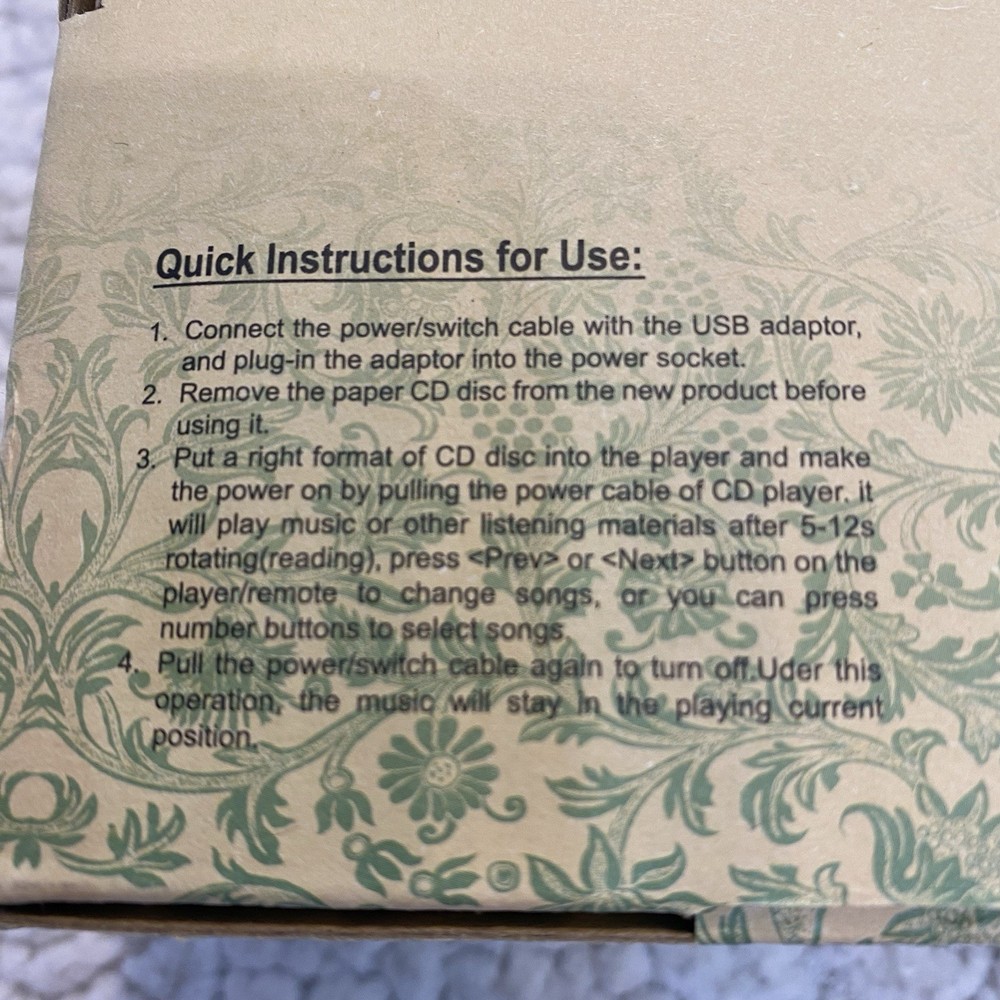 Quick Instructions for Use:
1. Connect the power/switch cable with the USB adaptor,
and plug-in the adaptor into the power socket.
2. Remove the paper CD disc from the new product before
using it.
3. Put a right format of CD disc into the player and make
the power on by pulling the power cable of CD player. it
will play music or other listening materials after 5-12s
rotating(reading), press <Prev> or <Next> button on the
player/remote to change songs, or you can press
number buttons to select songs.
4. Pull the power/switch cable again to turn off.Uder this
operation, the music will stay in the playing current
position.